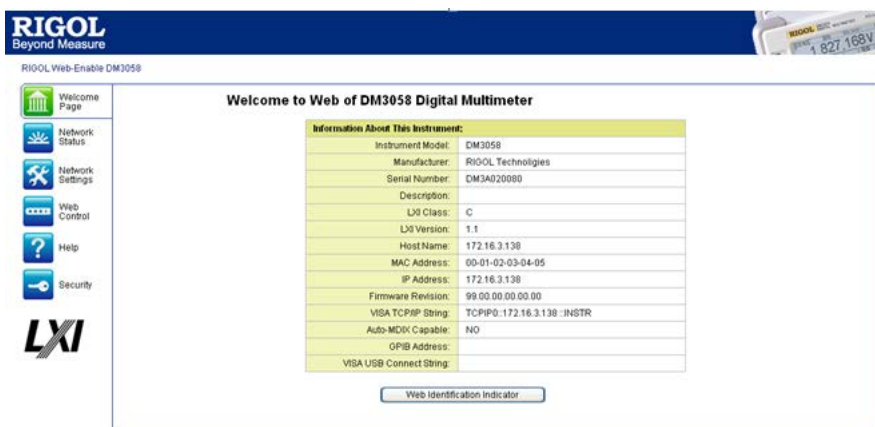 RIGOL
Beyond Measure
RIGOL
1 827.168V
RIGOL Web-Enable DM3058
Welcome Page
Network Status
Network Settings
Web Control
Help
Security
LXI
Welcome to Web of DM3058 Digital Multimeter
Information About This Instrument:
Instrument Model: DM3058
Manufacturer: RIGOL Technoligies
Serial Number: DM3A020080
Description:
LXI Class: C
LXI Version: 1.1
Host Name: 172.16.3.138
MAC Address: 00-01-02-03-04-05
IP Address: 172.16.3.138
Firmware Revision: 99.00.00.00.00.00
VISA TCP/IP String: TCPIP0::172.16.3.138 ::INSTR
Auto-MDIX Capable: NO
GPIB Address:
VISA USB Connect String:
Web Identification Indicator